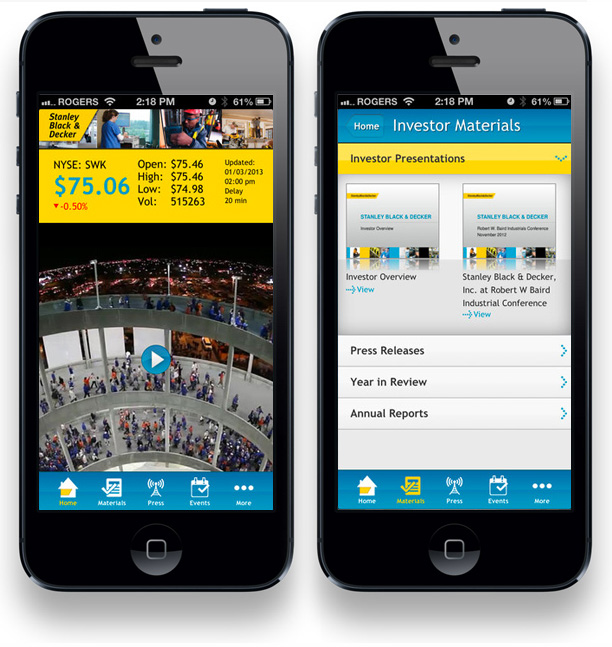 ROGERS 2:18 PM 61%
Stanley
Black &
Decker
NYSE: SWK
$75.06
-0.50%
Open: $75.46
High: $75.46
Low: $74.98
Vol: 515263
Updated:
01/03/2013
02:00 pm
Delay
20 min
Home Materials Press Events More
ROGERS 2:18 PM 61%
Home Investor Materials
Investor Presentations
STANLEY BLACK & DECKER
Investor Overview
STANLEY BLACK & DECKER
Robert W. Baird Industrials Conference
November 2012
Investor Overview
View
Stanley Black & Decker,
Inc. at Robert W Baird
Industrial Conference
View
Press Releases
Year in Review
Annual Reports
Home Materials Press Events More